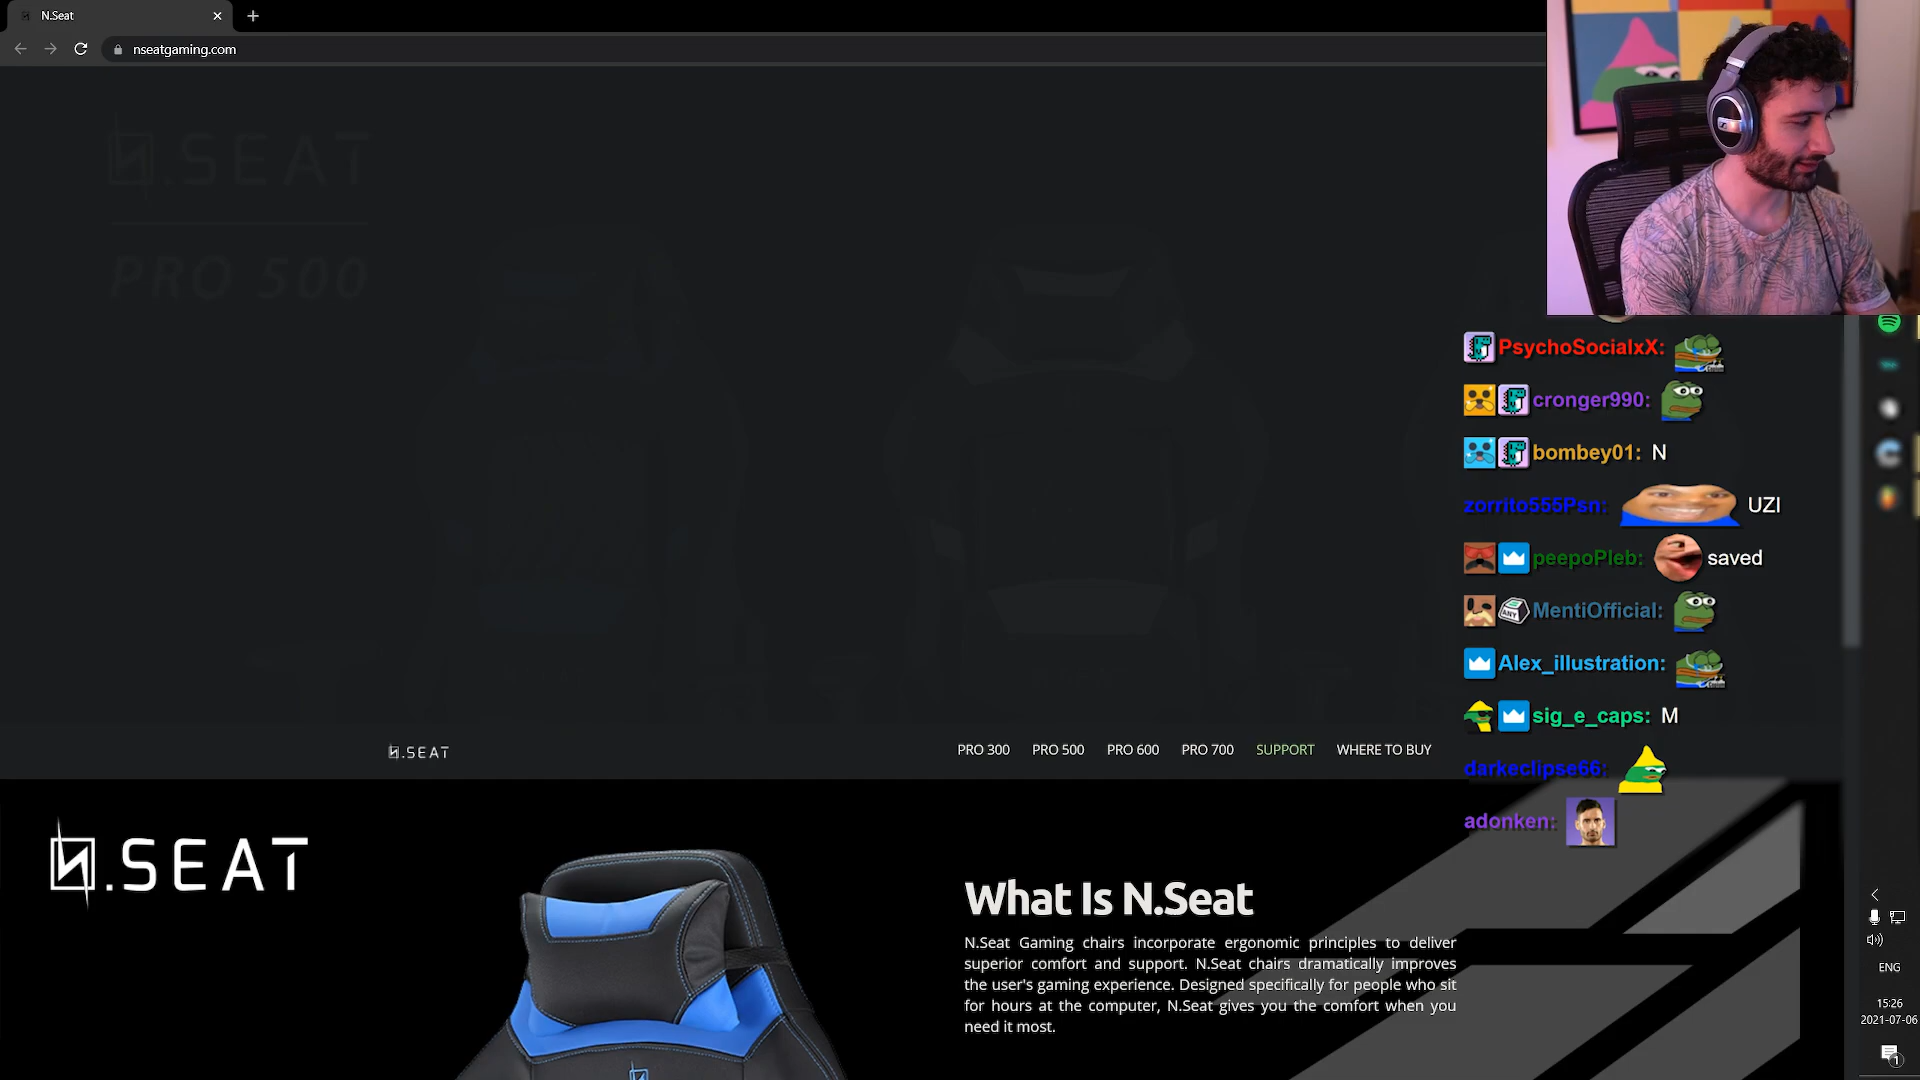 N.Seat
nseatgaming.com
N.SEAT
PRO 500
PsychoSocialxX:
cronger990:
bombey01: N
zorrito555Psn: UZI
peepoPleb: saved
ANY
MentiOfficial:
Alex_illustration:
sig_e_caps: M
darkeclipse66:
adonken:
N.SEAT
PRO 300
PRO 500
PRO 600
PRO 700
SUPPORT
WHERE TO BUY
N.SEAT
What Is N.Seat
N.Seat Gaming chairs incorporate ergonomic principles to deliver
superior comfort and support. N.Seat chairs dramatically improves
the user's gaming experience. Designed specifically for people who sit
for hours at the computer, N.Seat gives you the comfort when you
need it most.
ENG
15:26
2021-07-06
1